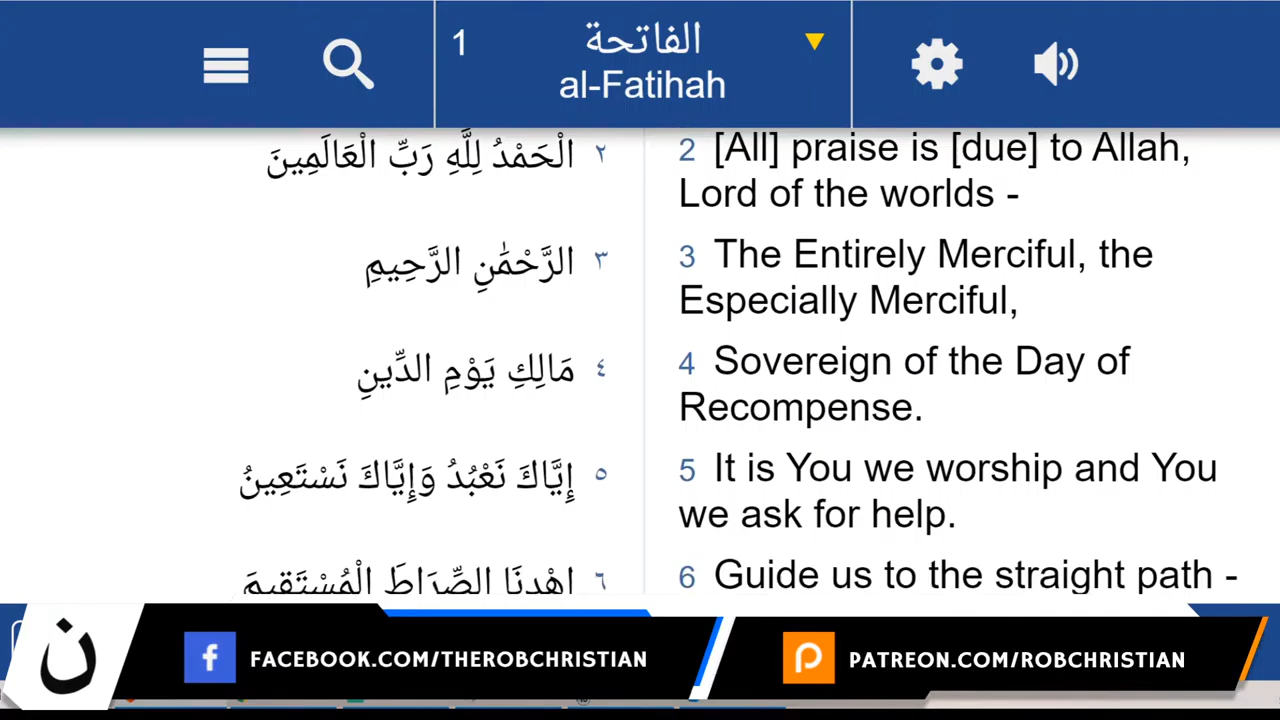 1
الفاتحة
al-Fatihah
٢ الْحَمْدُ لِلَّهِ رَبِّ الْعَالَمِينَ
2 [All] praise is [due] to Allah,
Lord of the worlds -
٣ الرَّحْمَٰنِ الرَّحِيمِ
3 The Entirely Merciful, the
Especially Merciful,
٤ مَالِكِ يَوْمِ الدِّينِ
4 Sovereign of the Day of
Recompense.
٥ إِيَّاكَ نَعْبُدُ وَإِيَّاكَ نَسْتَعِينُ
5 It is You we worship and You
we ask for help.
٦ اهْدِنَا الصِّرَاطَ الْمُسْتَقِيمَ
6 Guide us to the straight path -
ن
FACEBOOK.COM/THEROBCHRISTIAN
PATREON.COM/ROBCHRISTIAN